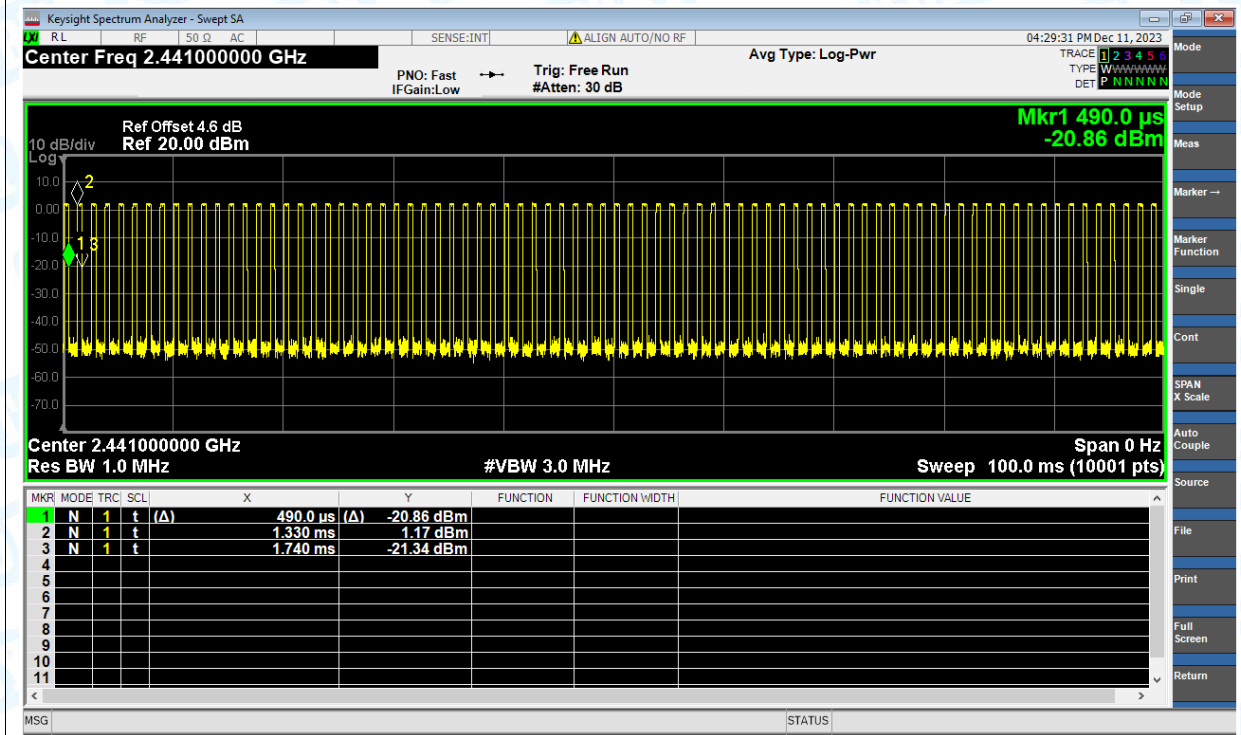 Keysight Spectrum Analyzer - Swept SA
LXI RL RF 50 Ω AC SENSE:INT ALIGN AUTO/NO RF 04:29:31 PM Dec 11, 2023
Center Freq 2.441000000 GHz
Avg Type: Log-Pwr
TRACE 1 2 3 4 5 6
TYPE WWWWWW
DET P N N N N N
PNO: Fast
IFGain:Low
Trig: Free Run
#Atten: 30 dB
Mkr1 490.0 µs
-20.86 dBm
Ref Offset 4.6 dB
10 dB/div Ref 20.00 dBm
Log
10.0
0.00
-10.0
-20.0
-30.0
-40.0
-50.0
-60.0
-70.0
2
1 3
Center 2.441000000 GHz Span 0 Hz
Res BW 1.0 MHz #VBW 3.0 MHz Sweep 100.0 ms (10001 pts)
MKR MODE TRC SCL X Y FUNCTION FUNCTION WIDTH FUNCTION VALUE
1 N 1 t (Δ) 490.0 µs (Δ) -20.86 dBm
2 N 1 t 1.330 ms 1.17 dBm
3 N 1 t 1.740 ms -21.34 dBm
4
5
6
7
8
9
10
11
MSG STATUS
Mode
Mode
Setup
Meas
Marker →
Marker
Function
Single
Cont
SPAN
X Scale
Auto
Couple
Source
File
Print
Full
Screen
Return